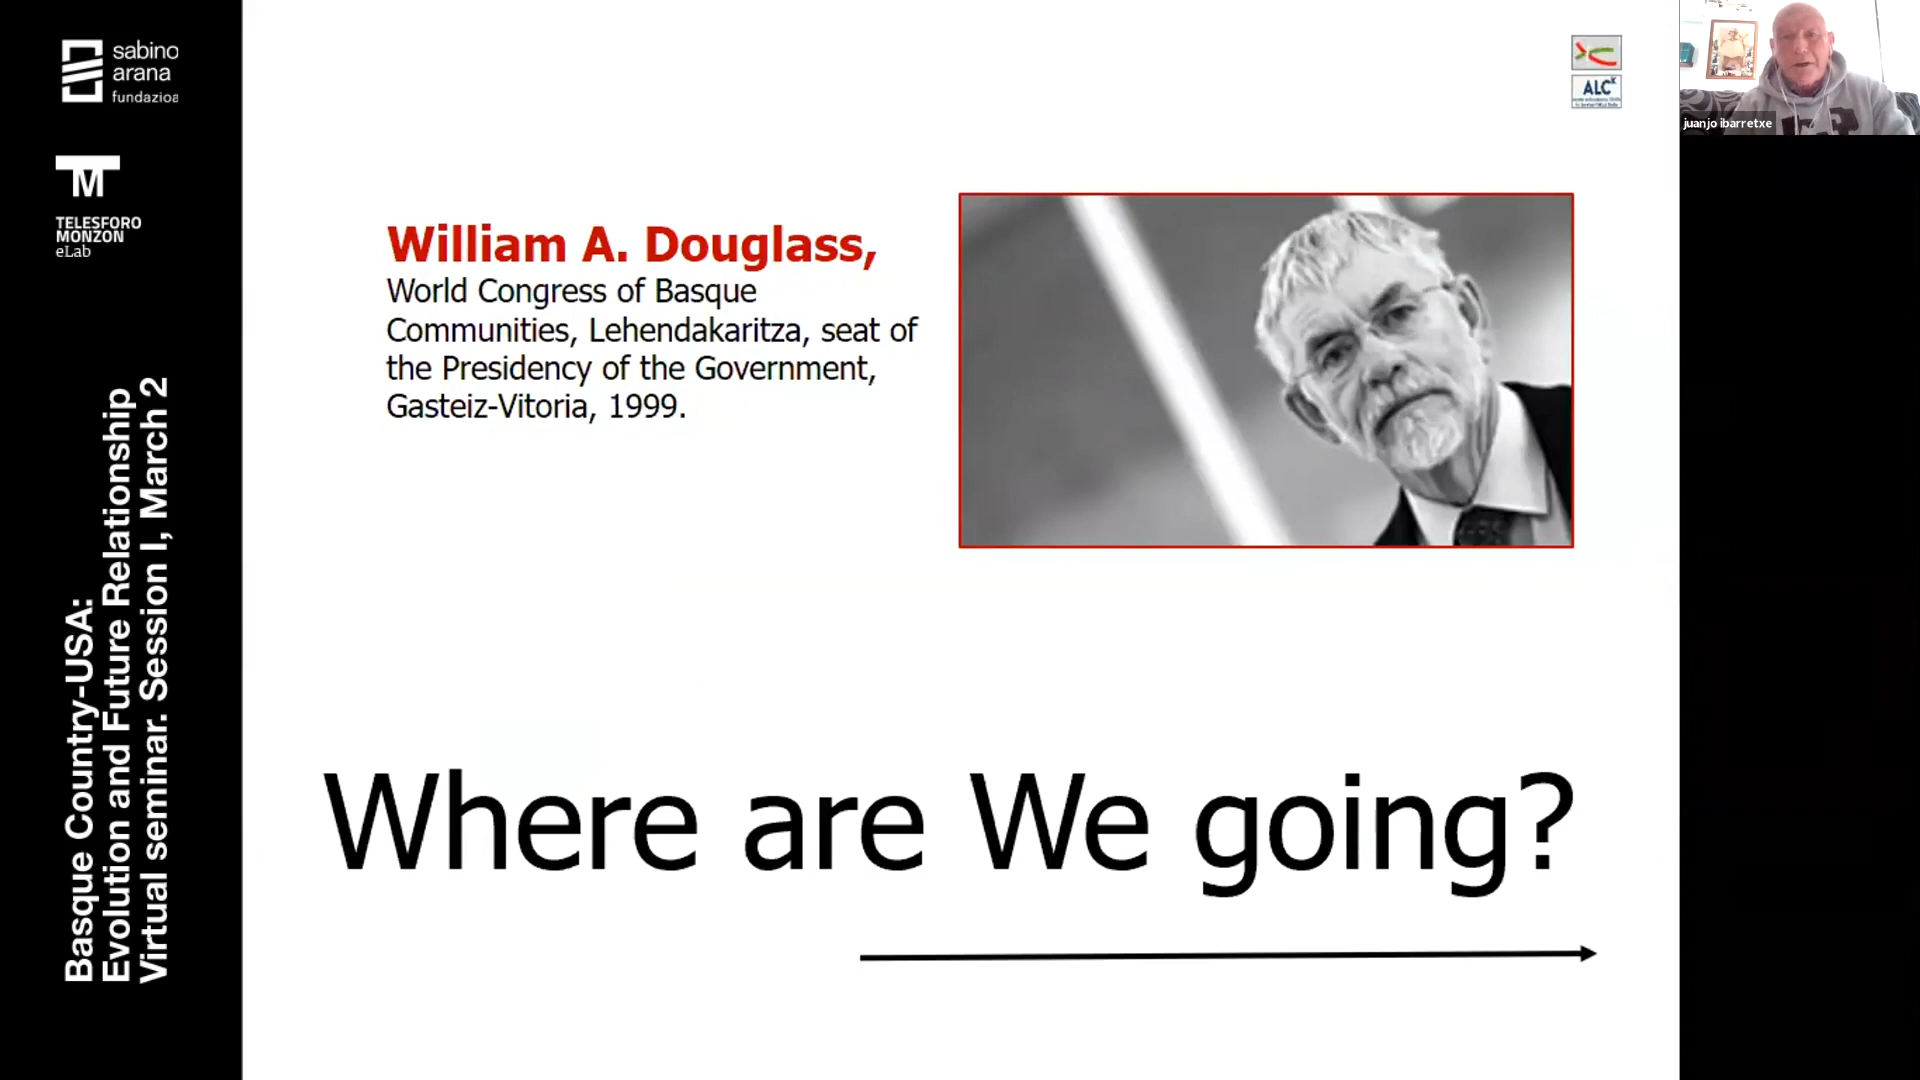 sabino
arana
fundazioa
TELESFORO
MONZON
eLab
Basque Country-USA:
Evolution and Future Relationship
Virtual seminar. Session I, March 2
ALCK
William A. Douglass,
World Congress of Basque
Communities, Lehendakaritza, seat of
the Presidency of the Government,
Gasteiz-Vitoria, 1999.
Where are We going?
juanjo ibarretxe